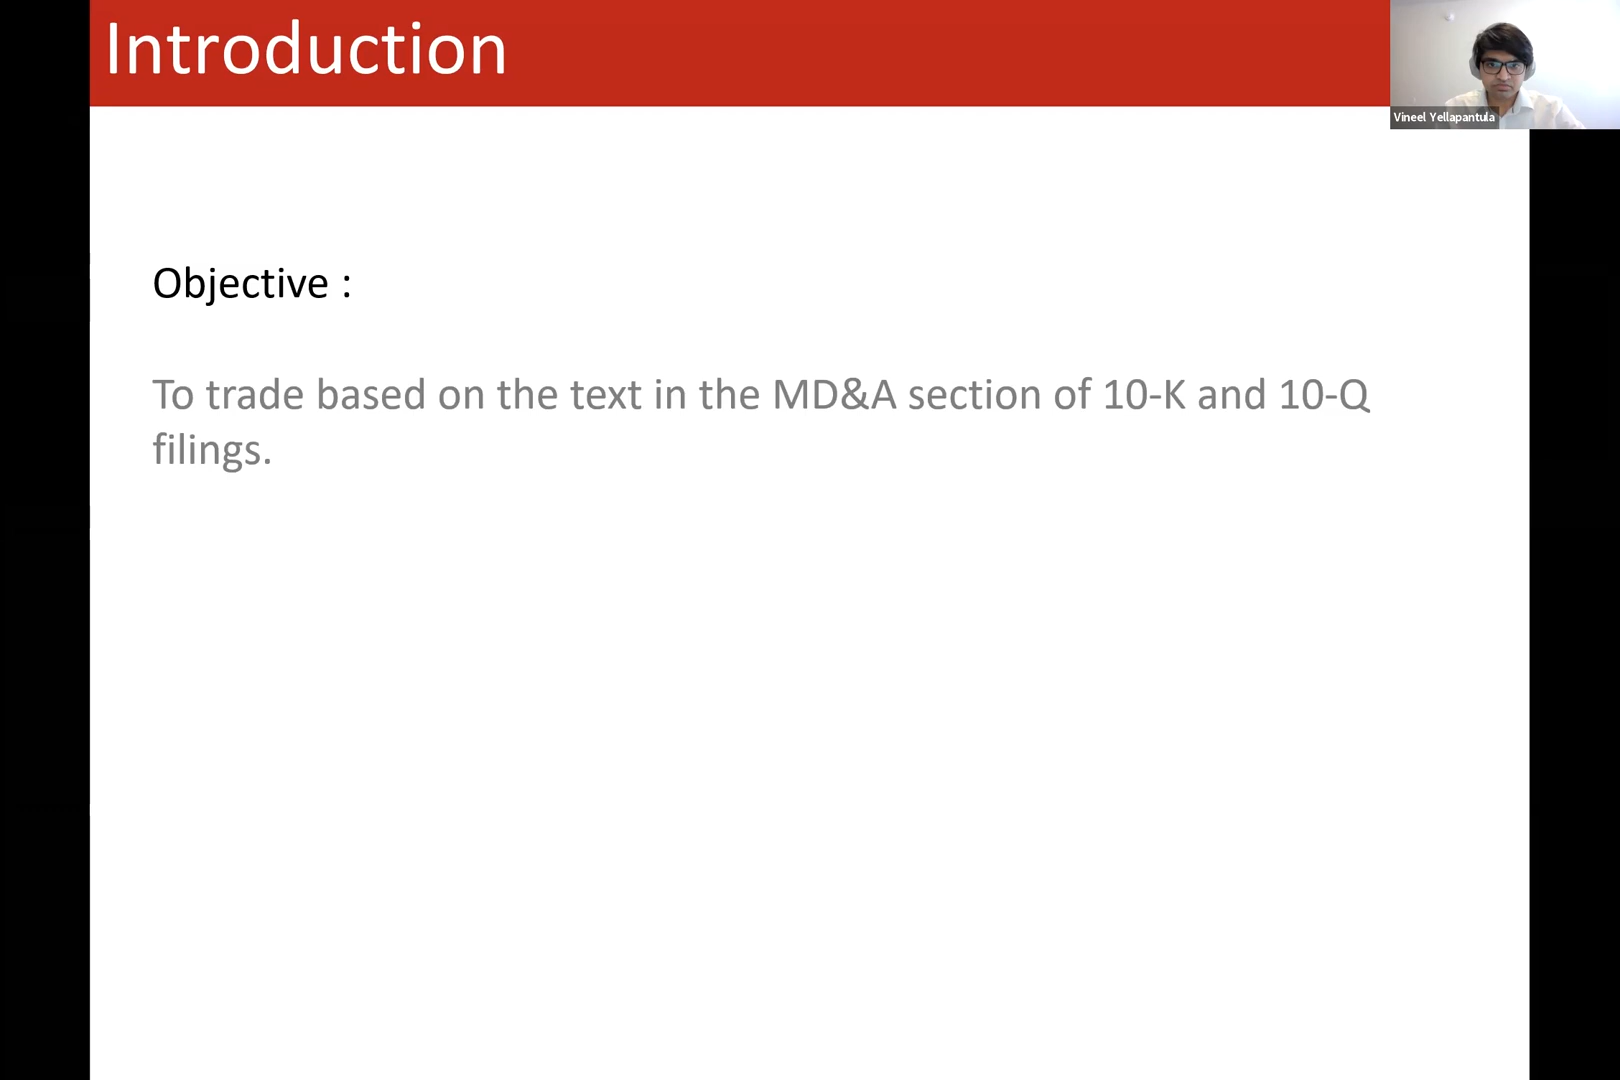 Introduction
Vineel Yellapantula
Objective :
To trade based on the text in the MD&A section of 10-K and 10-Q
filings.